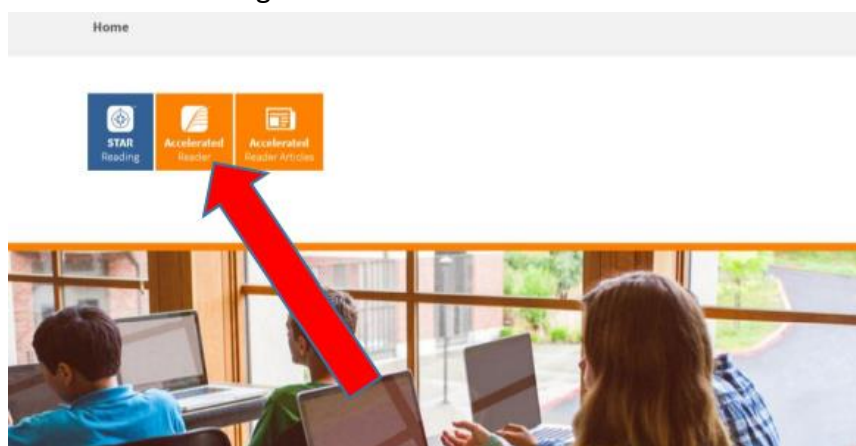 Home
STAR
Reading
Accelerated
Reader
Accelerated
Reader Articles